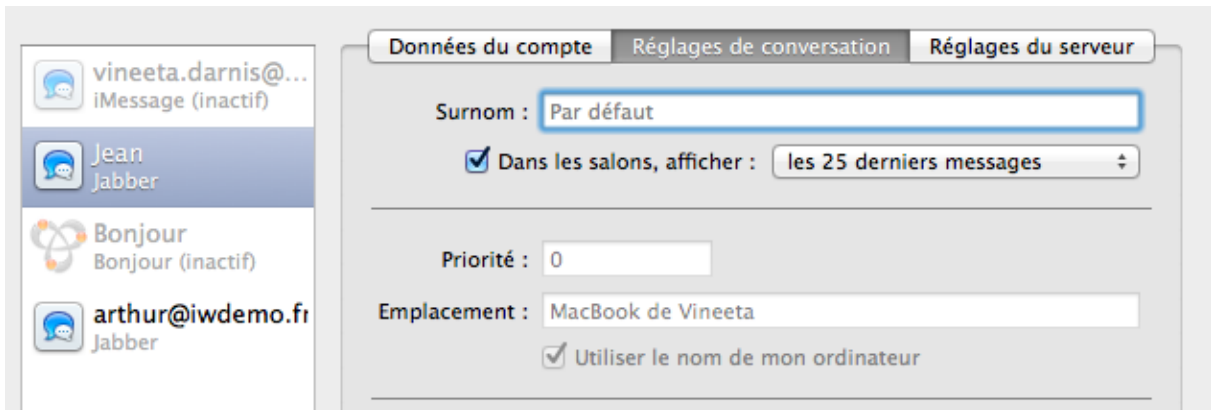 vineeta.darnis@...
iMessage (inactif)
Jean
Jabber
Bonjour
Bonjour (inactif)
arthur@iwdemo.fr
Jabber
Données du compte
Réglages de conversation
Réglages du serveur
Surnom : Par défaut
Dans les salons, afficher : les 25 derniers messages
Priorité : 0
Emplacement : MacBook de Vineeta
Utiliser le nom de mon ordinateur